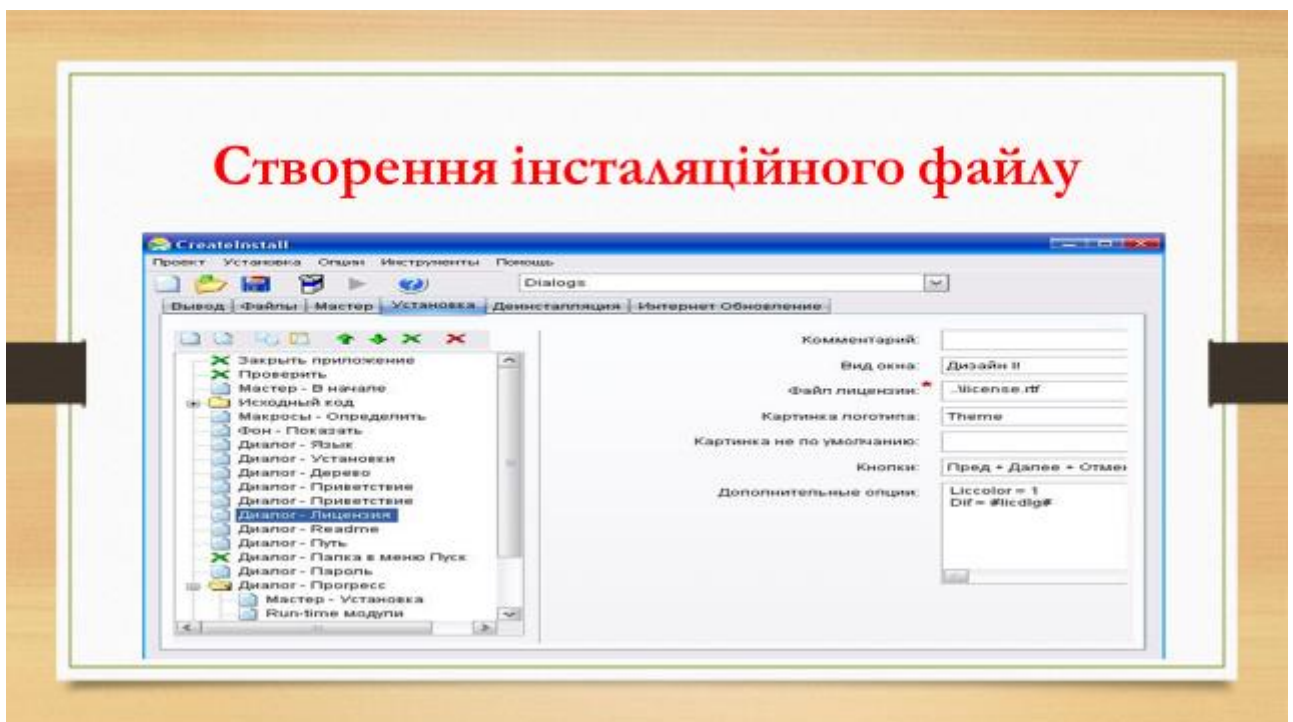 Створення інсталяційного файлу
CreateInstall
Проект Установка Опции Инструменты Помощь
Dialogs
Вывод Файлы Мастер Установка Деинсталляция Интернет Обновление
Закрыть приложение
Проверить
Мастер - В начале
Исходный код
Макросы - Определить
Фон - Показать
Диалог - Язык
Диалог - Установки
Диалог - Дерево
Диалог - Приветствие
Диалог - Приветствие
Диалог - Лицензия
Диалог - Readme
Диалог - Путь
Диалог - Папка в меню Пуск
Диалог - Пароль
Диалог - Прогресс
Мастер - Установка
Run-time модули
Комментарий:
Вид окна: Дизайн II
Файл лицензии:* ..\license.rtf
Картинка логотипа: Theme
Картинка не по умолчанию:
Кнопки: Пред + Далее + Отмен
Дополнительные опции: Liccolor = 1
Dlf = #licdlg#